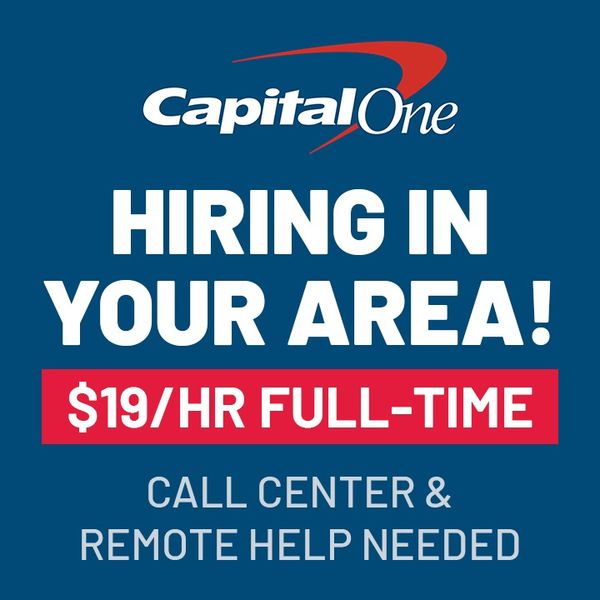 CapitalOne
HIRING IN
YOUR AREA!
$19/HR FULL-TIME
CALL CENTER &
REMOTE HELP NEEDED